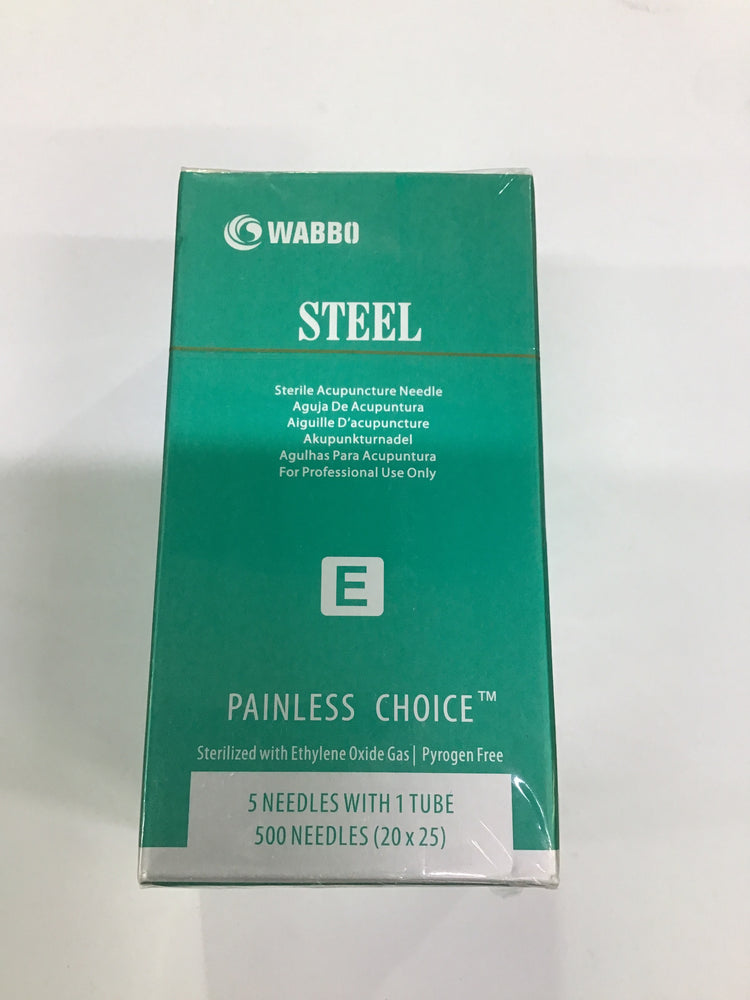 WABBO
STEEL
Sterile Acupuncture Needle
Aguja De Acupuntura
Aiguille D'acupuncture
Akupunkturnadel
Agulhas Para Acupuntura
For Professional Use Only
E
PAINLESS CHOICE™
Sterilized with Ethylene Oxide Gas| Pyrogen Free
5 NEEDLES WITH 1 TUBE
500 NEEDLES (20 x 25)